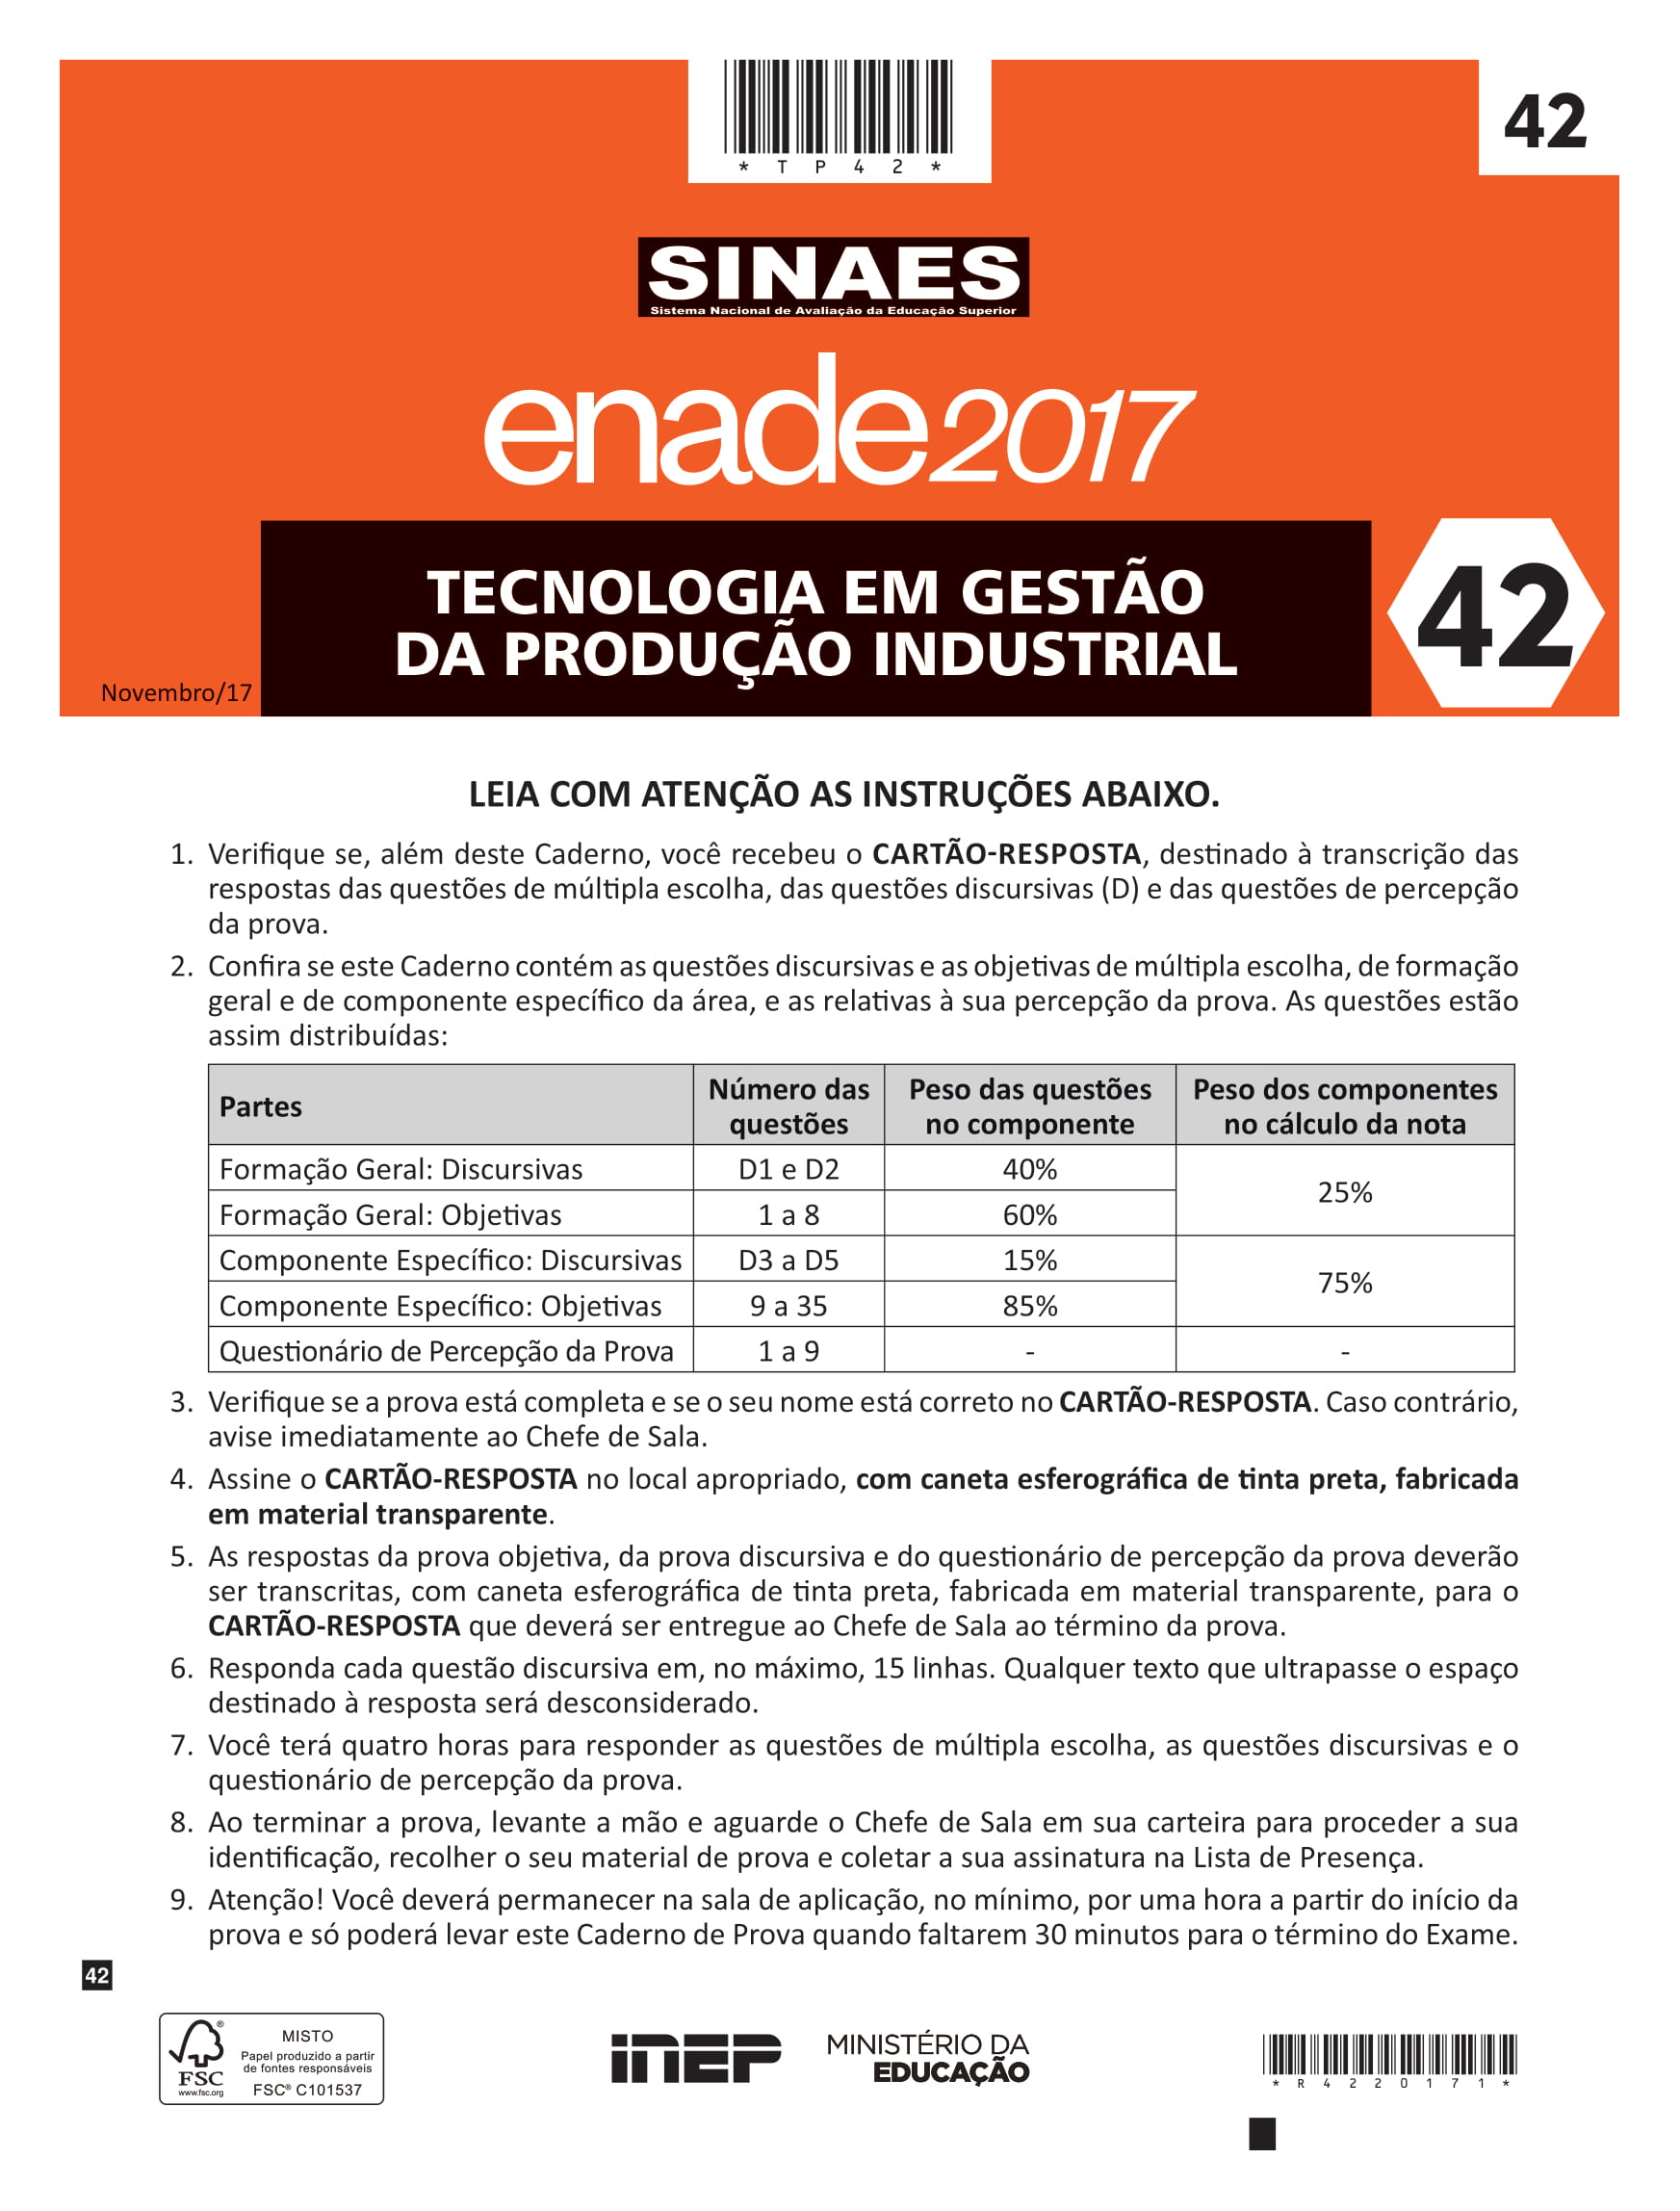 * T P 4 2 *
42
SINAES
Sistema Nacional de Avaliação da Educação Superior
enade2017
TECNOLOGIA EM GESTÃO
DA PRODUÇÃO INDUSTRIAL
42
Novembro/17
LEIA COM ATENÇÃO AS INSTRUÇÕES ABAIXO.
1. Verifique se, além deste Caderno, você recebeu o CARTÃO-RESPOSTA, destinado à transcrição das
respostas das questões de múltipla escolha, das questões discursivas (D) e das questões de percepção
da prova.
2. Confira se este Caderno contém as questões discursivas e as objetivas de múltipla escolha, de formação
geral e de componente específico da área, e as relativas à sua percepção da prova. As questões estão
assim distribuídas:
Partes
Número das
questões
Peso das questões
no componente
Peso dos componentes
no cálculo da nota
Formação Geral: Discursivas D1 e D2 40%
25%
Formação Geral: Objetivas 1 a 8 60%
Componente Específico: Discursivas D3 a D5 15%
75%
Componente Específico: Objetivas 9 a 35 85%
Questionário de Percepção da Prova 1 a 9 - -
3. Verifique se a prova está completa e se o seu nome está correto no CARTÃO-RESPOSTA. Caso contrário,
avise imediatamente ao Chefe de Sala.
4. Assine o CARTÃO-RESPOSTA no local apropriado, com caneta esferográfica de tinta preta, fabricada
em material transparente.
5. As respostas da prova objetiva, da prova discursiva e do questionário de percepção da prova deverão
ser transcritas, com caneta esferográfica de tinta preta, fabricada em material transparente, para o
CARTÃO-RESPOSTA que deverá ser entregue ao Chefe de Sala ao término da prova.
6. Responda cada questão discursiva em, no máximo, 15 linhas. Qualquer texto que ultrapasse o espaço
destinado à resposta será desconsiderado.
7. Você terá quatro horas para responder as questões de múltipla escolha, as questões discursivas e o
questionário de percepção da prova.
8. Ao terminar a prova, levante a mão e aguarde o Chefe de Sala em sua carteira para proceder a sua
identificação, recolher o seu material de prova e coletar a sua assinatura na Lista de Presença.
9. Atenção! Você deverá permanecer na sala de aplicação, no mínimo, por uma hora a partir do início da
prova e só poderá levar este Caderno de Prova quando faltarem 30 minutos para o término do Exame.
42
®
FSC
www.fsc.org
MISTO
Papel produzido a partir
de fontes responsáveis
FSC® C101537
INEP
MINISTÉRIO DA
EDUCAÇÃO
* R 4 2 2 0 1 7 1 *